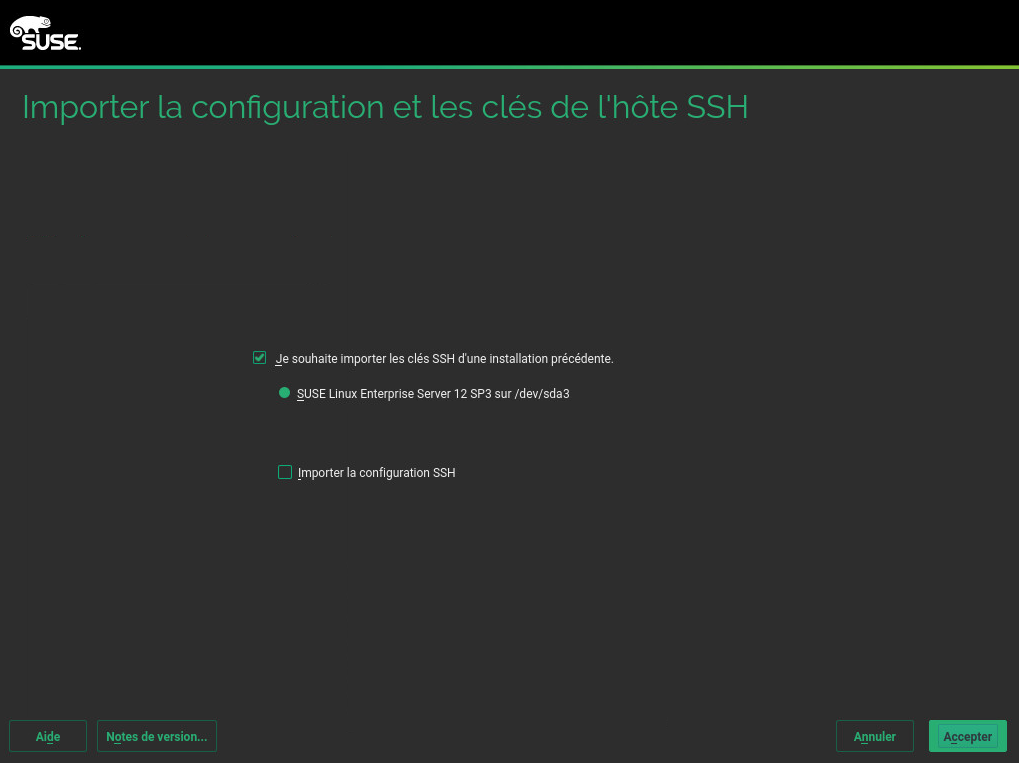 SUSE.
Importer la configuration et les clés de l'hôte SSH
Je souhaite importer les clés SSH d'une installation précédente.
SUSE Linux Enterprise Server 12 SP3 sur /dev/sda3
Importer la configuration SSH
Aide Notes de version... Annuler Accepter